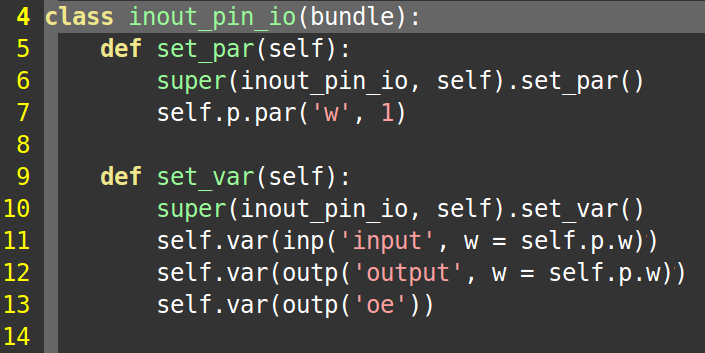 4 class inout_pin_io(bundle):
5     def set_par(self):
6         super(inout_pin_io, self).set_par()
7         self.p.par('w', 1)
8
9     def set_var(self):
10         super(inout_pin_io, self).set_var()
11         self.var(inp('input', w = self.p.w))
12         self.var(outp('output', w = self.p.w))
13         self.var(outp('oe'))
14